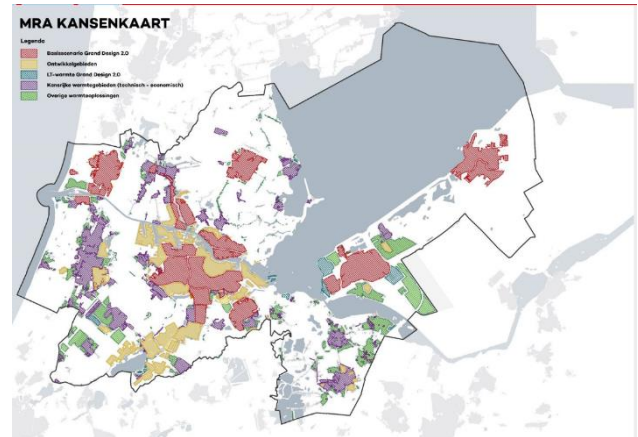 MRA KANSENKAART
Legenda
Basisscenario Grand Design 2.0
Ontwikkelgebieden
LT-warmte Grand Design 2.0
Kansrijke warmtegebieden (technisch - economisch)
Overige warmteoplossingen